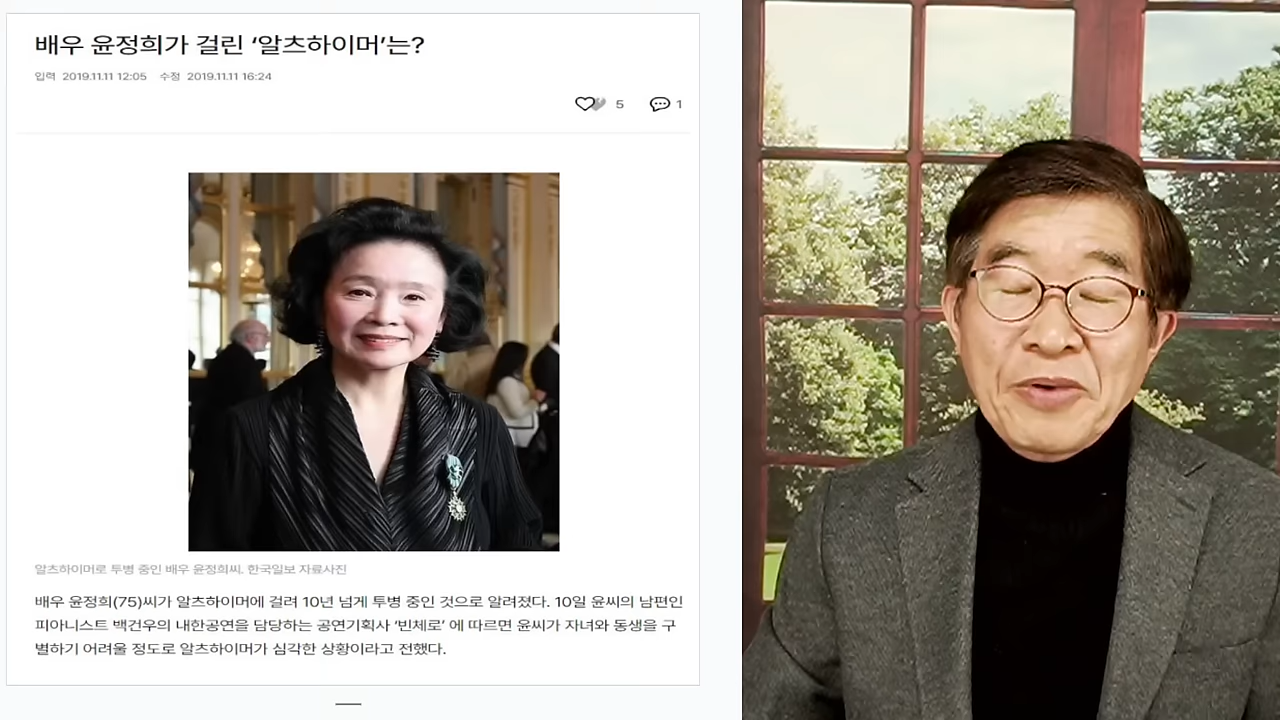 배우 윤정희가 걸린 ‘알츠하이머’는?
입력 2019.11.11 12:05 수정 2019.11.11 16:24
5 1
알츠하이머로 투병 중인 배우 윤정희씨. 한국일보 자료사진
배우 윤정희(75)씨가 알츠하이머에 걸려 10년 넘게 투병 중인 것으로 알려졌다. 10일 윤씨의 남편인
피아니스트 백건우의 내한공연을 담당하는 공연기획사 ‘빈체로’ 에 따르면 윤씨가 자녀와 동생을 구
별하기 어려울 정도로 알츠하이머가 심각한 상황이라고 전했다.